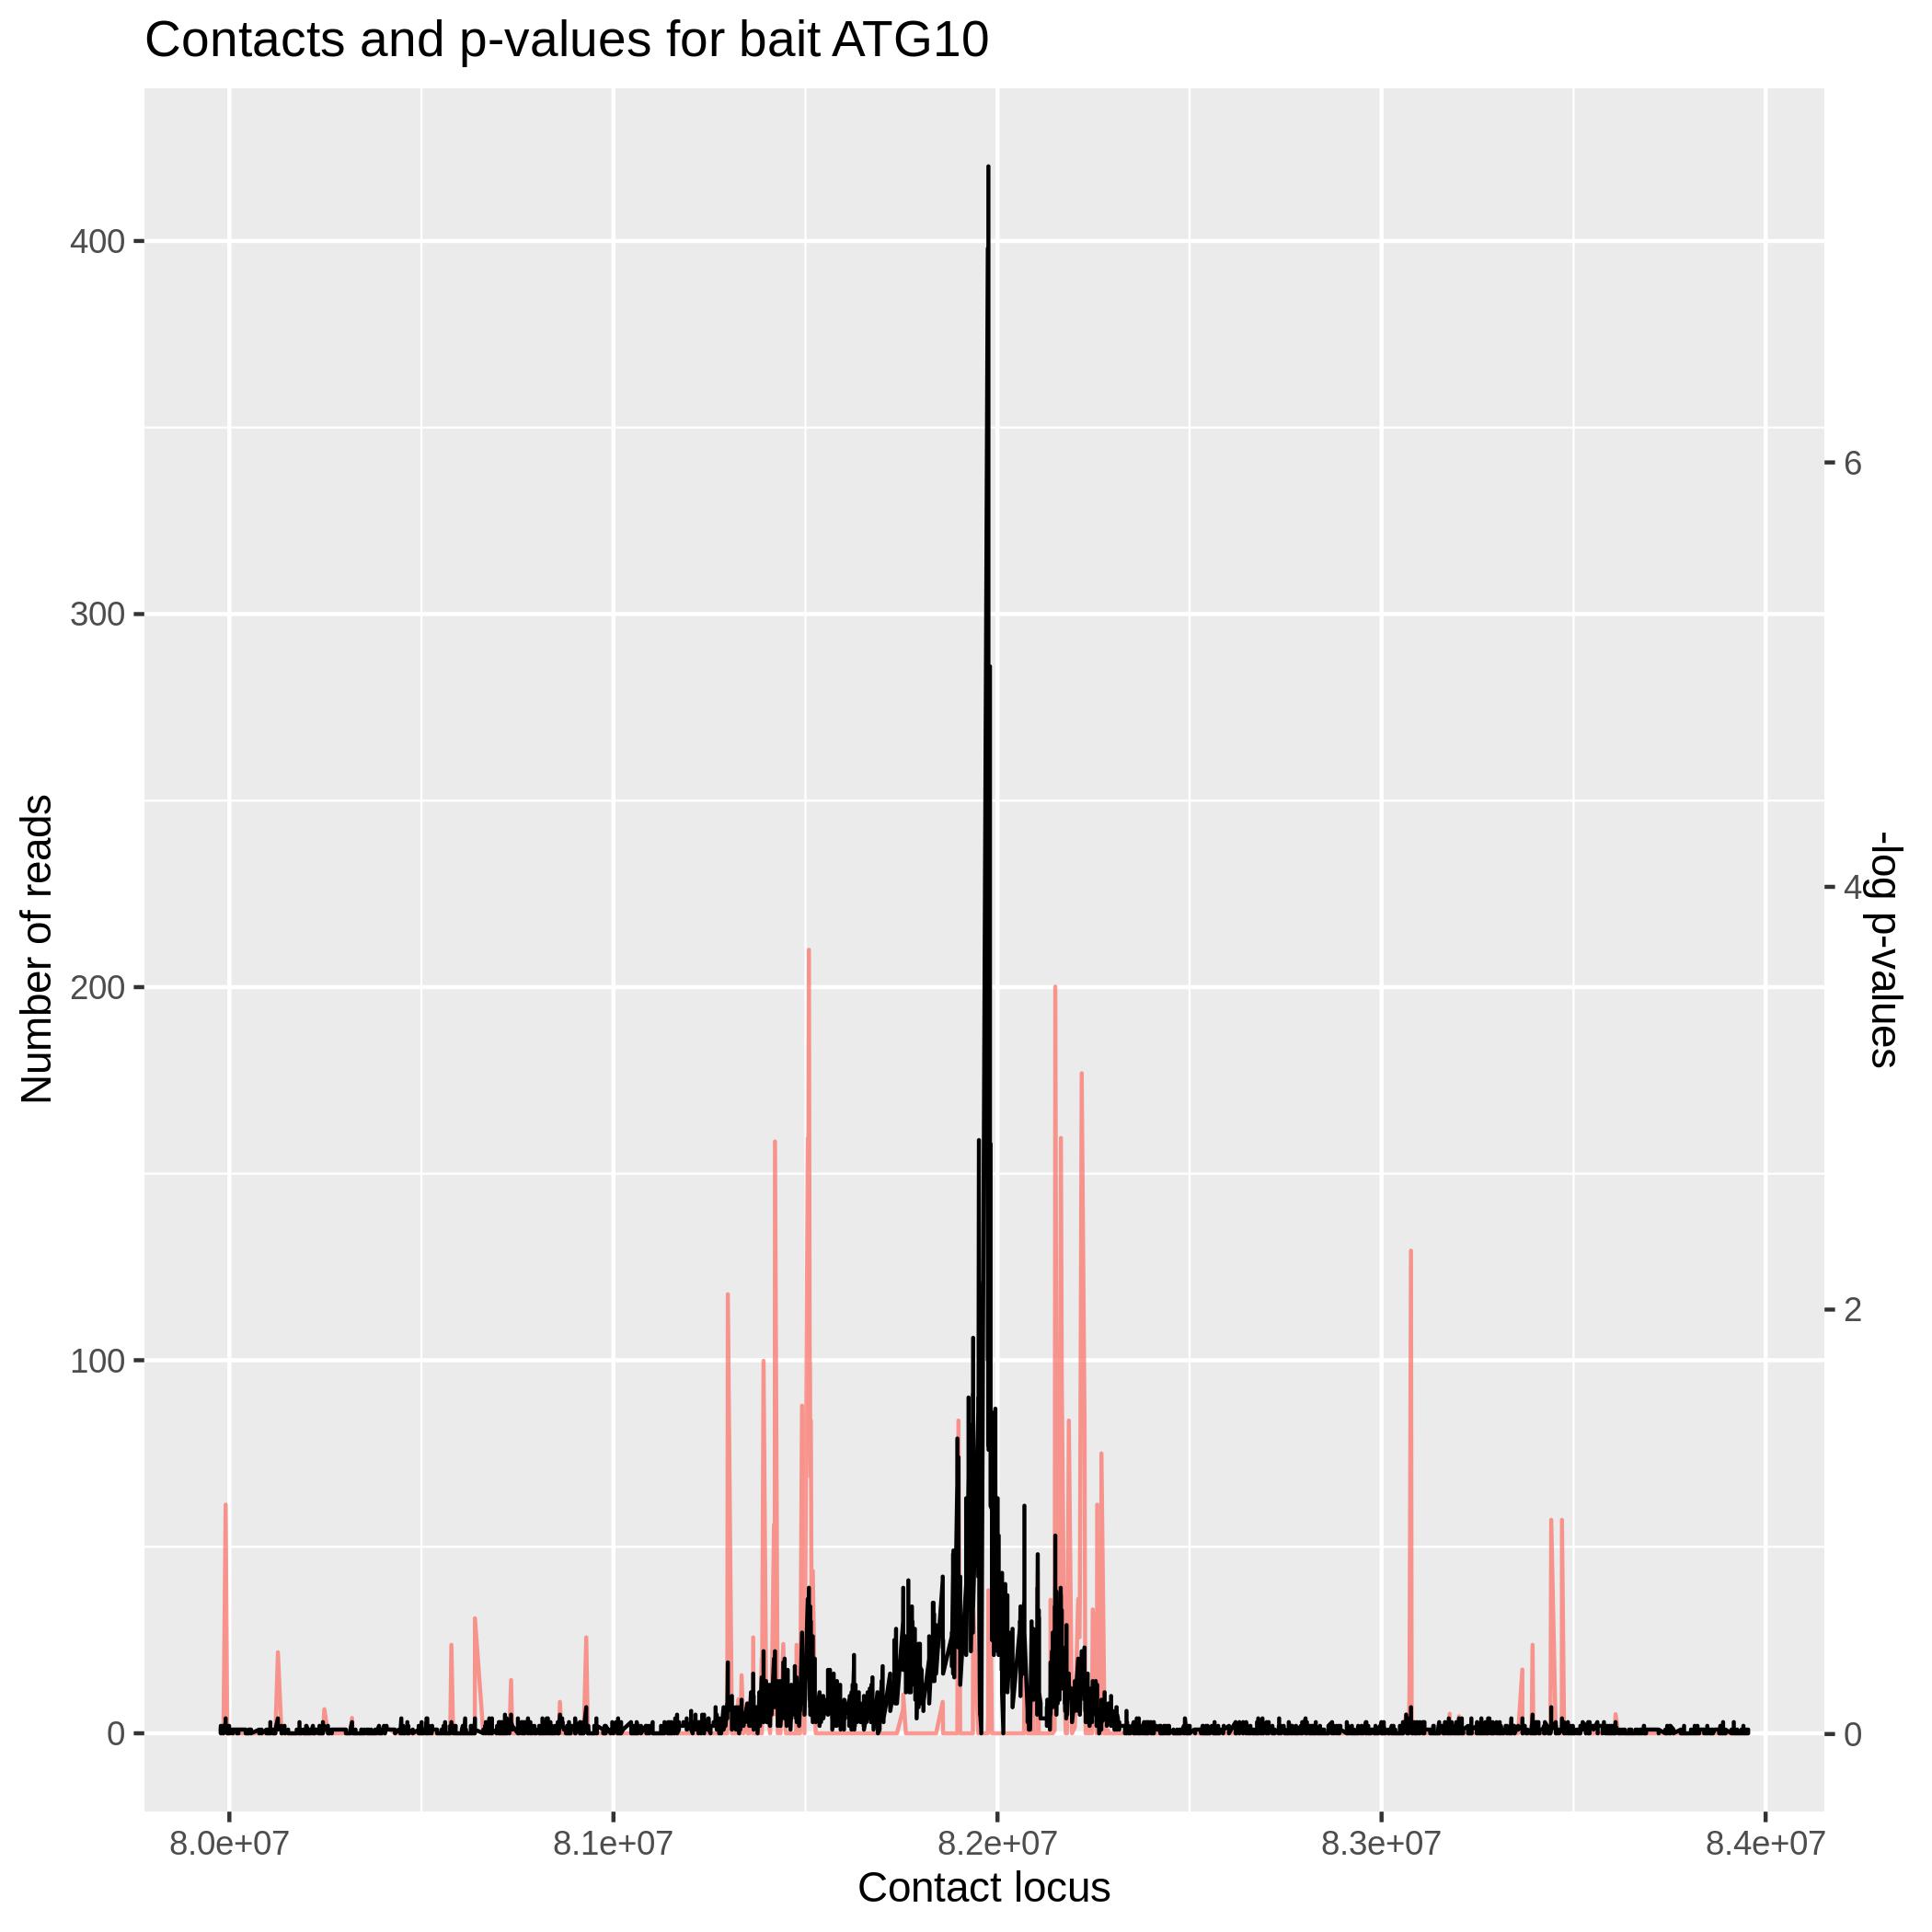 Contacts and p-values for bait ATG10
Number of reads
400
300
200
100
0
6
4
2
0
-log p-values
8.0e+07
8.1e+07
8.2e+07
8.3e+07
8.4e+07
Contact locus